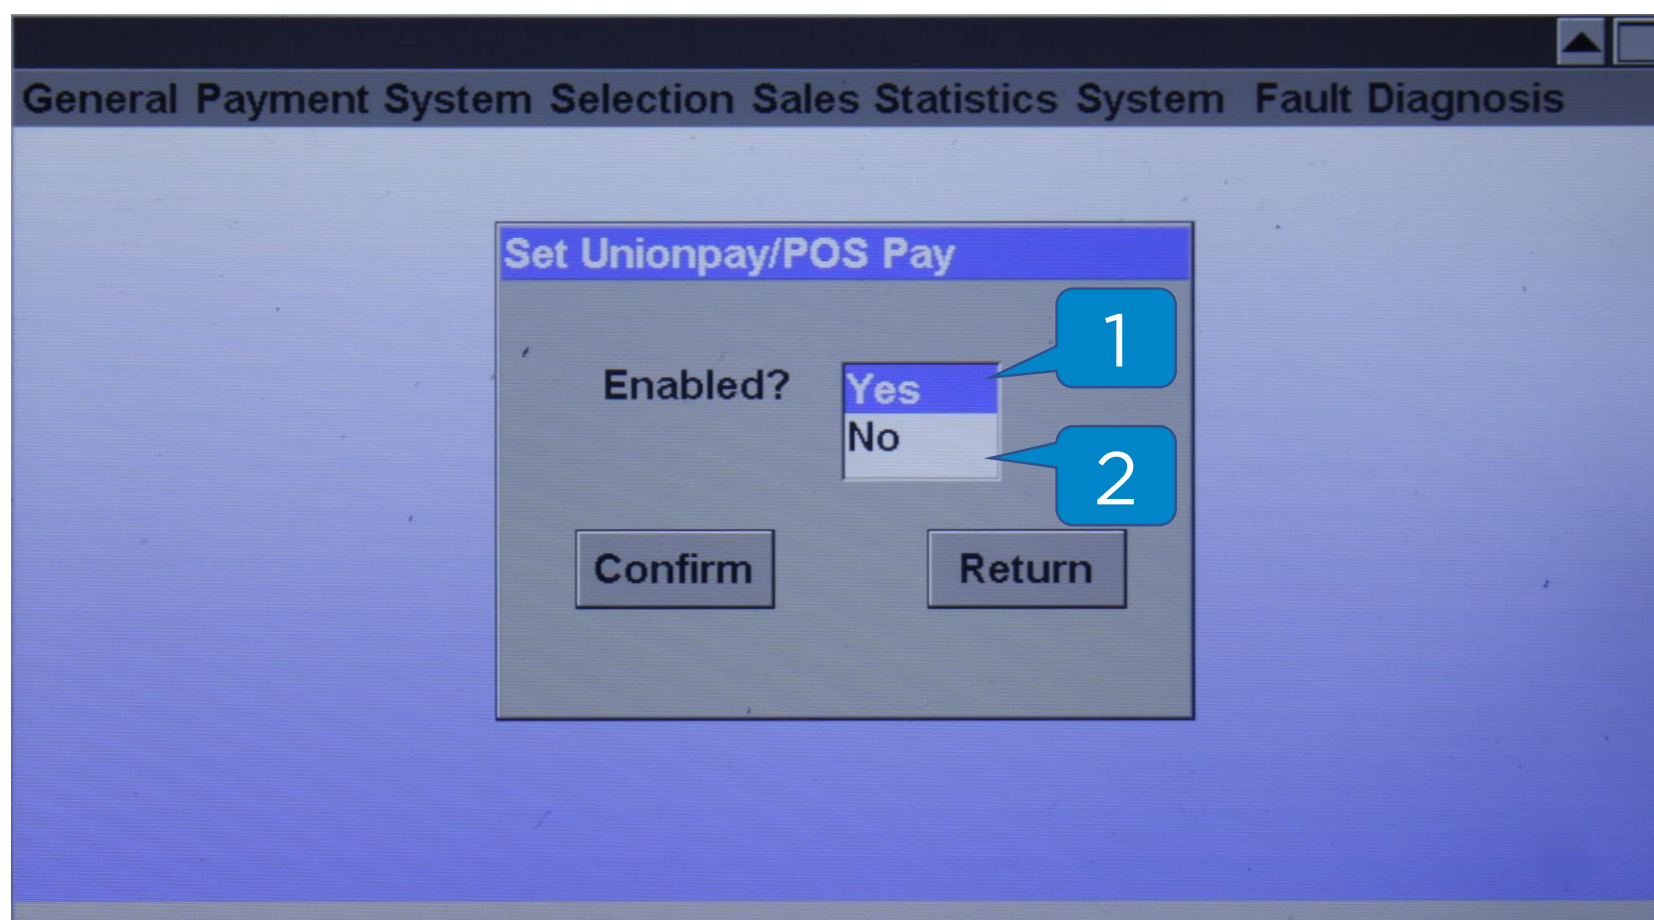 General Payment System Selection Sales Statistics System Fault Diagnosis
Set Unionpay/POS Pay
1
Enabled? Yes
No
2
Confirm Return